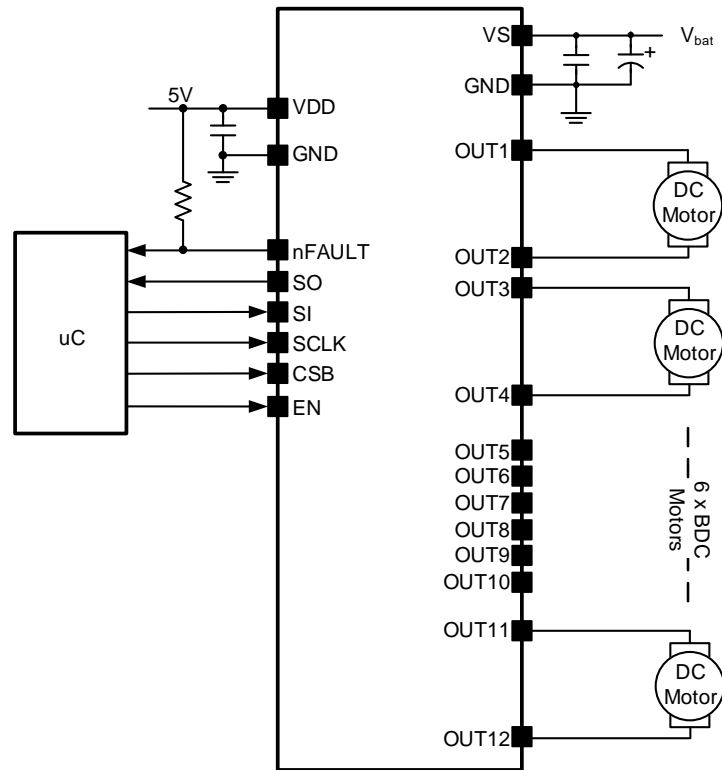 VS
V_bat
GND
5V
VDD
GND
OUT1
DC
Motor
OUT2
nFAULT
SO
SI
SCLK
CSB
EN
uC
OUT3
DC
Motor
OUT4
OUT5
OUT6
OUT7
OUT8
OUT9
OUT10
6 x BDC
Motors
OUT11
DC
Motor
OUT12